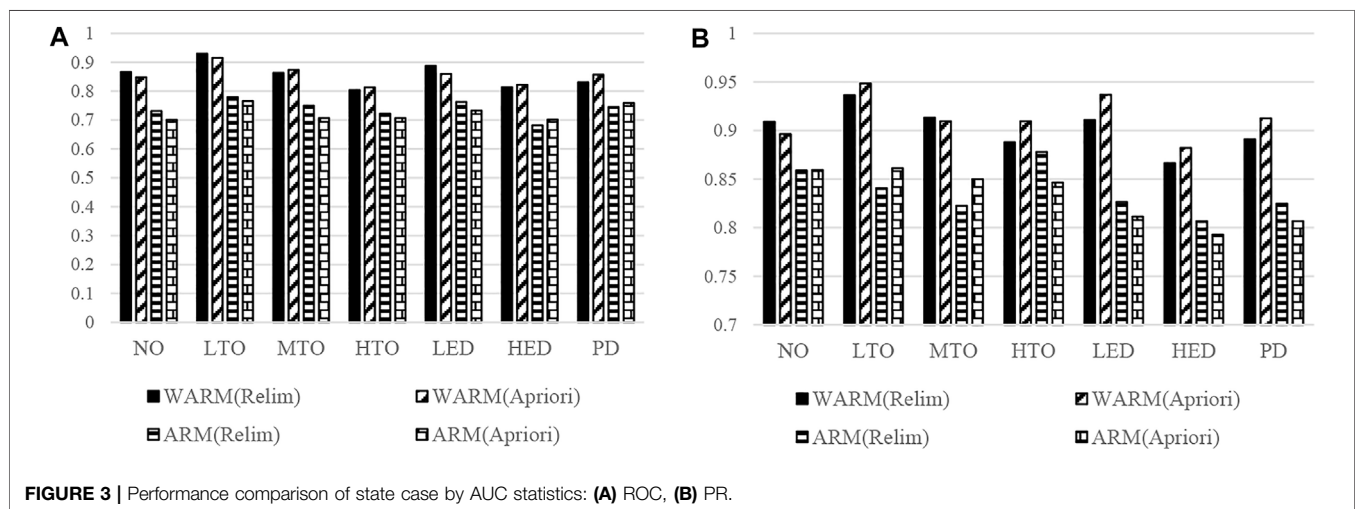 A
1
0.9
0.8
0.7
0.6
0.5
0.4
0.3
0.2
0.1
0
NO LTO MTO HTO LED HED PD
WARM(Relim) WARM(Apriori)
ARM(Relim) ARM(Apriori)
B
1
0.95
0.9
0.85
0.8
0.75
0.7
NO LTO MTO HTO LED HED PD
WARM(Relim) WARM(Apriori)
ARM(Relim) ARM(Apriori)
FIGURE 3 | Performance comparison of state case by AUC statistics: (A) ROC, (B) PR.